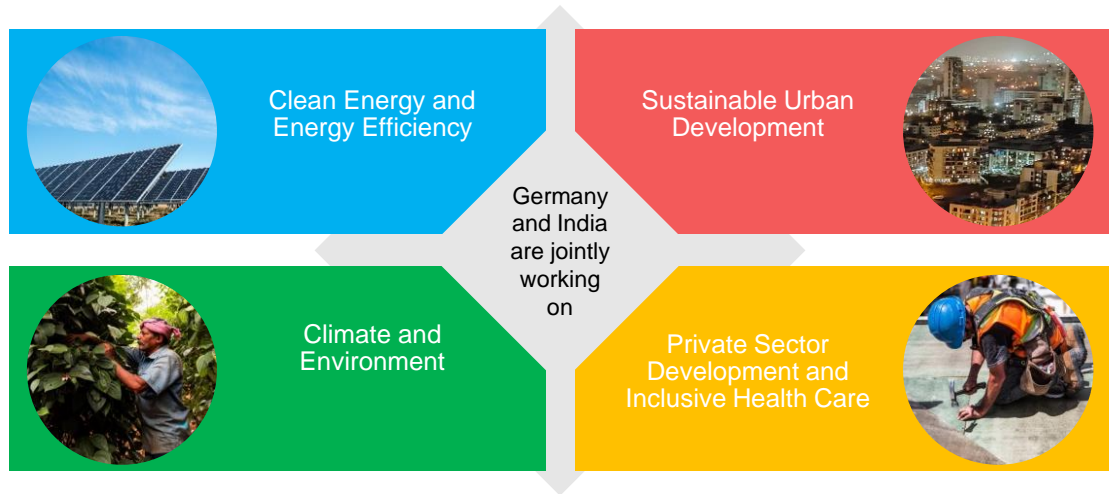 Clean Energy and
Energy Efficiency
Sustainable Urban
Development
Germany
and India
are jointly
working
on
Climate and
Environment
Private Sector
Development and
Inclusive Health Care